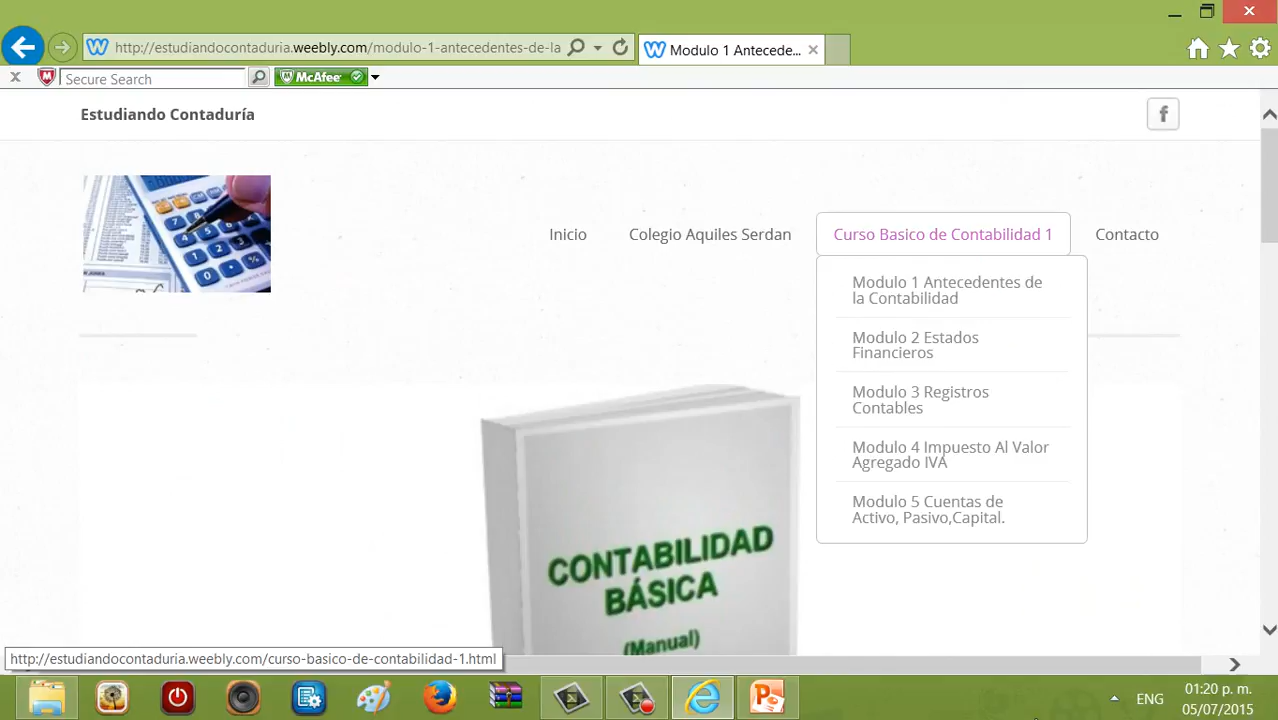 http://estudiandocontaduria.weebly.com/modulo-1-antecedentes-de-la
Modulo 1 Antecede...
Secure Search
McAfee
Estudiando Contaduría
f
Inicio
Colegio Aquiles Serdan
Curso Basico de Contabilidad 1
Contacto
Modulo 1 Antecedentes de
la Contabilidad
Modulo 2 Estados
Financieros
Modulo 3 Registros
Contables
Modulo 4 Impuesto Al Valor
Agregado IVA
Modulo 5 Cuentas de
Activo, Pasivo,Capital.
CONTABILIDAD
BÁSICA
(Manual)
http://estudiandocontaduria.weebly.com/curso-basico-de-contabilidad-1.html
ENG
01:20 p. m.
05/07/2015